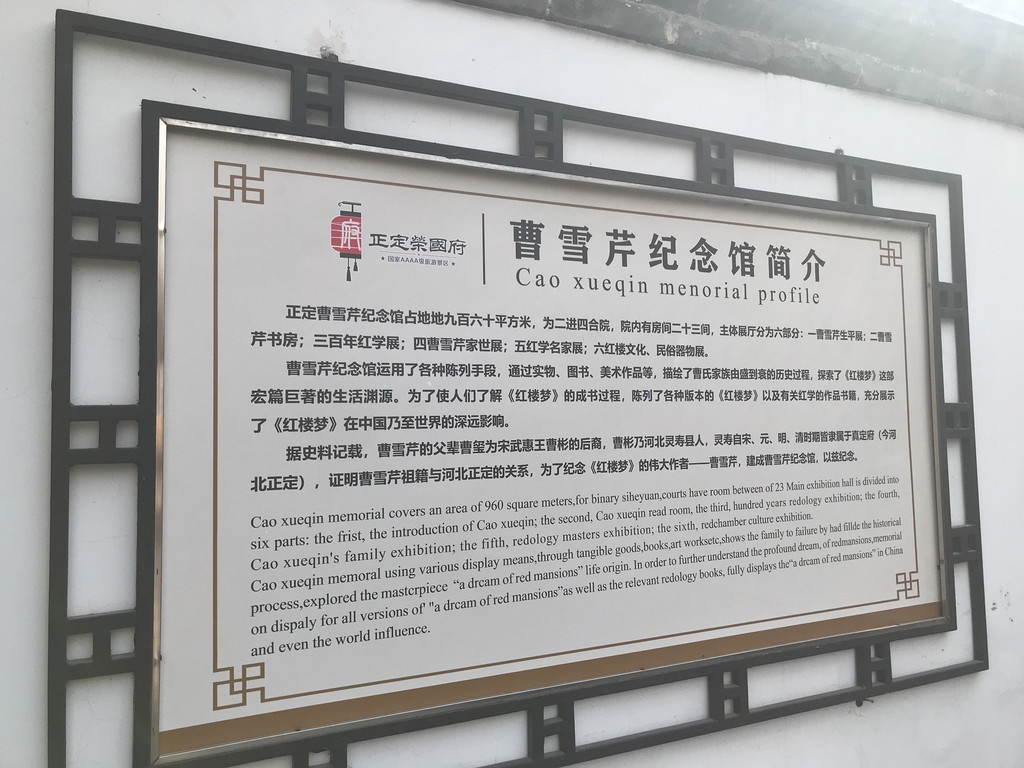 府
正定榮國府
★ 国家AAAA级旅游景区 ★
曹雪芹纪念馆简介
Cao xueqin menorial profile
正定曹雪芹纪念馆占地地九百六十平方米，为二进四合院，院内有房间二十三间，主体展厅分为六部分：一曹雪芹生平展；二曹雪
芹书房；三百年红学展；四曹雪芹家世展；五红学名家展；六红楼文化、民俗器物展。
曹雪芹纪念馆运用了各种陈列手段，通过实物、图书、美术作品等，描绘了曹氏家族由盛到衰的历史过程，探索了《红楼梦》这部
宏篇巨著的生活渊源。为了使人们了解《红楼梦》的成书过程，陈列了各种版本的《红楼梦》以及有关红学的作品书籍，充分展示
了《红楼梦》在中国乃至世界的深远影响。
据史料记载，曹雪芹的父辈曹玺为宋武惠王曹彬的后裔，曹彬乃河北灵寿县人，灵寿自宋、元、明、清时期皆隶属于真定府（今河
北正定），证明曹雪芹祖籍与河北正定的关系，为了纪念《红楼梦》的伟大作者——曹雪芹，建成曹雪芹纪念馆，以兹纪念。
Cao xueqin memorial covers an area of 960 square meters,for binary siheyuan,courts have room between of 23 Main exhibition hall is divided into
six parts: the frist, the introduction of Cao xueqin; the second, Cao xueqin read room, the third, hundred years redology exhibition; the fourth,
Cao xueqin's family exhibition; the fifth, redology masters exhibition; the sixth, redchamber culture exhibition.
Cao xueqin memoral using various display means,through tangible goods,books,art worksetc,shows the family to failure by had fillde the historical
process,explored the mastcrpiece “a drcam of red mansions” life origin. In order to further understand the profound dream, of redmansions,memorial
on dispaly for all versions of' "a drcam of red mansions”as well as the relevant redology books, fully displays the“a drcam of red mansions” in China
and even the world influence.